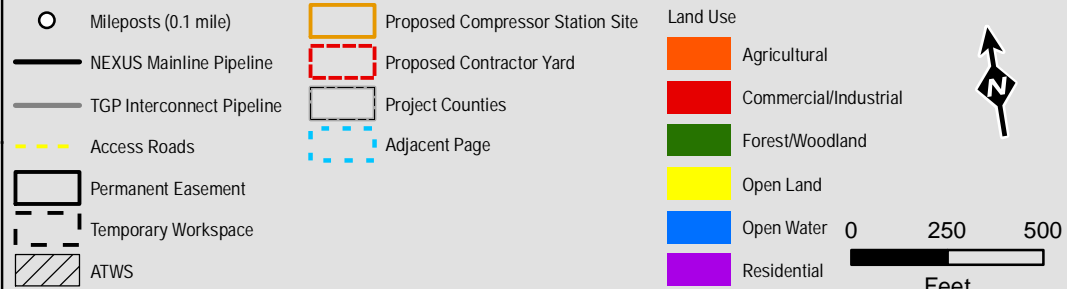 Mileposts (0.1 mile)
NEXUS Mainline Pipeline
TGP Interconnect Pipeline
Access Roads
Permanent Easement
Temporary Workspace
ATWS
Proposed Compressor Station Site
Proposed Contractor Yard
Project Counties
Adjacent Page
Land Use
Agricultural
Commercial/Industrial
Forest/Woodland
Open Land
Open Water
Residential
N
0 250 500
Feet